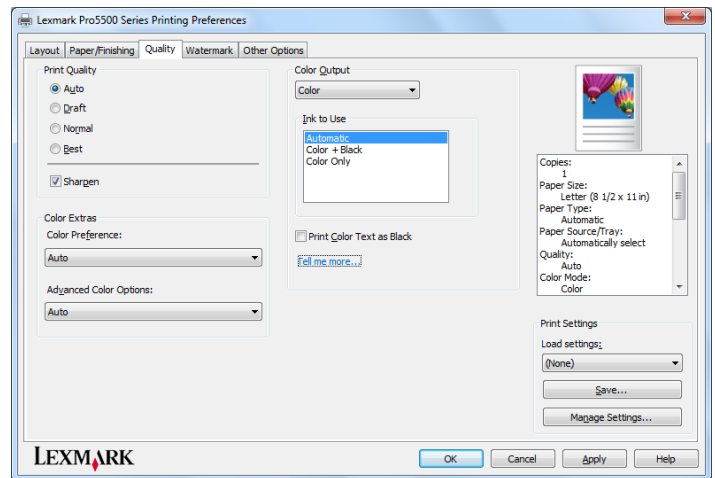 Lexmark Pro5500 Series Printing Preferences
Layout
Paper/Finishing
Quality
Watermark
Other Options
Print Quality
Auto
Draft
Normal
Best
Sharpen
Color Extras
Color Preference:
Auto
Advanced Color Options:
Auto
Color Output
Color
Ink to Use
Automatic
Color + Black
Color Only
Print Color Text as Black
Tell me more...
Copies:
1
Paper Size:
Letter (8 1/2 x 11 in)
Paper Type:
Automatic
Paper Source/Tray:
Automatically select
Quality:
Auto
Color Mode:
Color
Print Settings
Load settings:
(None)
Save...
Manage Settings...
LEXMARK
OK
Cancel
Apply
Help